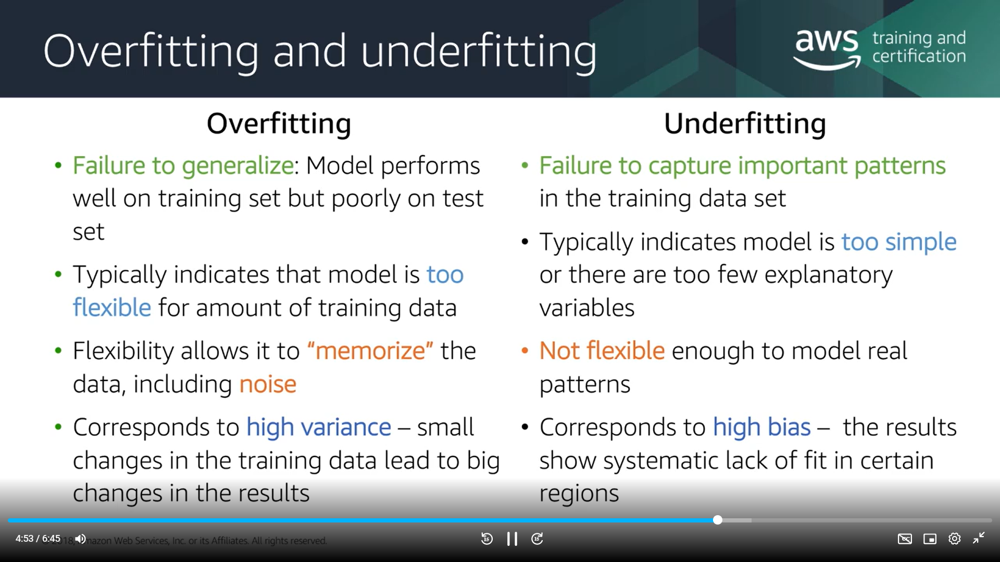 Overfitting and underfitting
aws training and
certification
Overfitting
• Failure to generalize: Model performs
well on training set but poorly on test
set
• Typically indicates that model is too
flexible for amount of training data
• Flexibility allows it to “memorize” the
data, including noise
• Corresponds to high variance – small
changes in the training data lead to big
changes in the results
Underfitting
• Failure to capture important patterns
in the training data set
• Typically indicates model is too simple
or there are too few explanatory
variables
• Not flexible enough to model real
patterns
• Corresponds to high bias – the results
show systematic lack of fit in certain
regions
4:53 / 6:45
2018, Amazon Web Services, Inc. or its Affiliates. All rights reserved.
15
15
CC